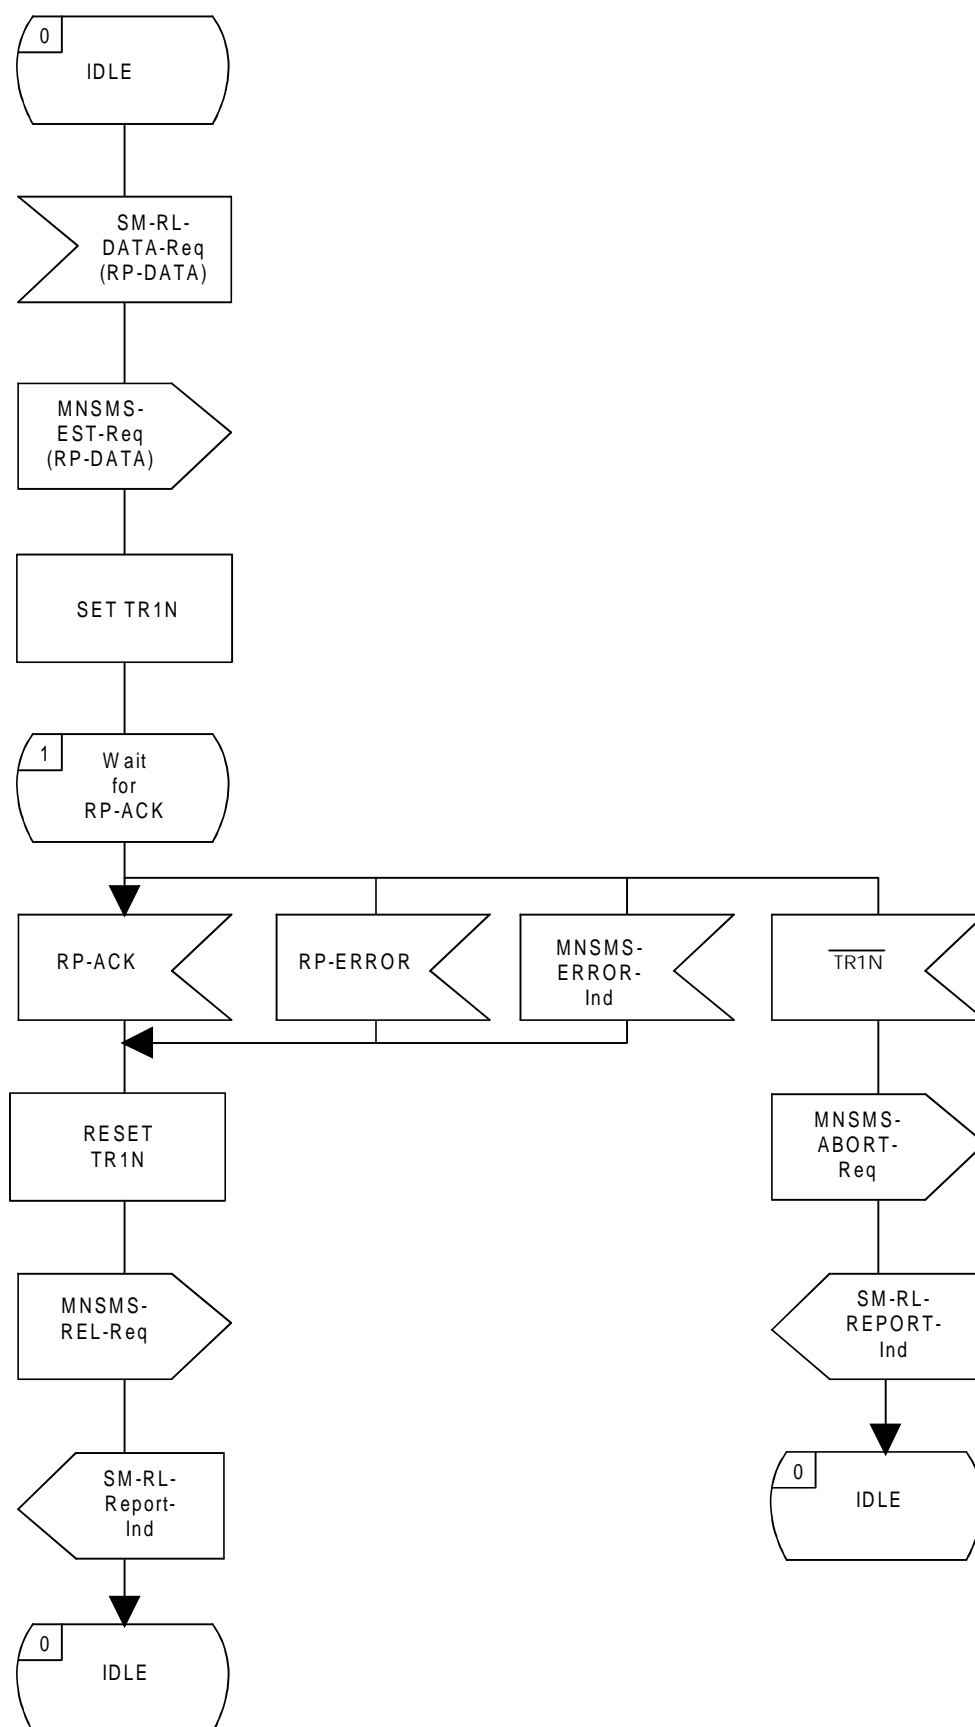 0
IDLE
SM-RL-
DATA-Req
(RP-DATA)
MNSMS-
EST-Req
(RP-DATA)
SET TR1N
1
Wait
for
RP-ACK
RP-ACK
RP-ERROR
MNSMS-
ERROR-
Ind
TR1N
RESET
TR1N
MNSMS-
ABORT-
Req
MNSMS-
REL-Req
SM-RL-
REPORT-
Ind
SM-RL-
Report-
Ind
0
IDLE
0
IDLE